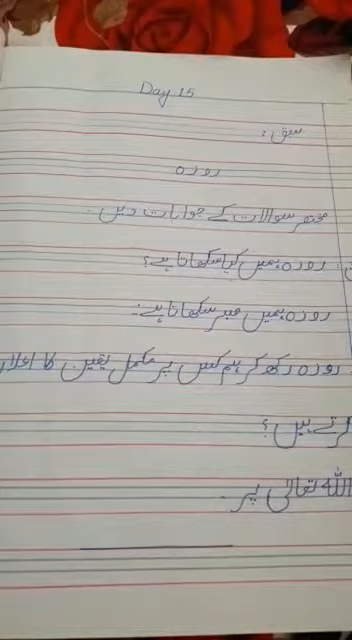 Day 15
سبق :
روزہ
مختصر سوالات کے جوابات دیں۔
روزہ ہمیں کیا سکھاتا ہے؟
روزہ ہمیں صبر سکھاتا ہے۔
روزہ رکھ کر ہم کس پر مکمل یقین کا
کرتے ہیں؟
اللہ تعالیٰ پر۔